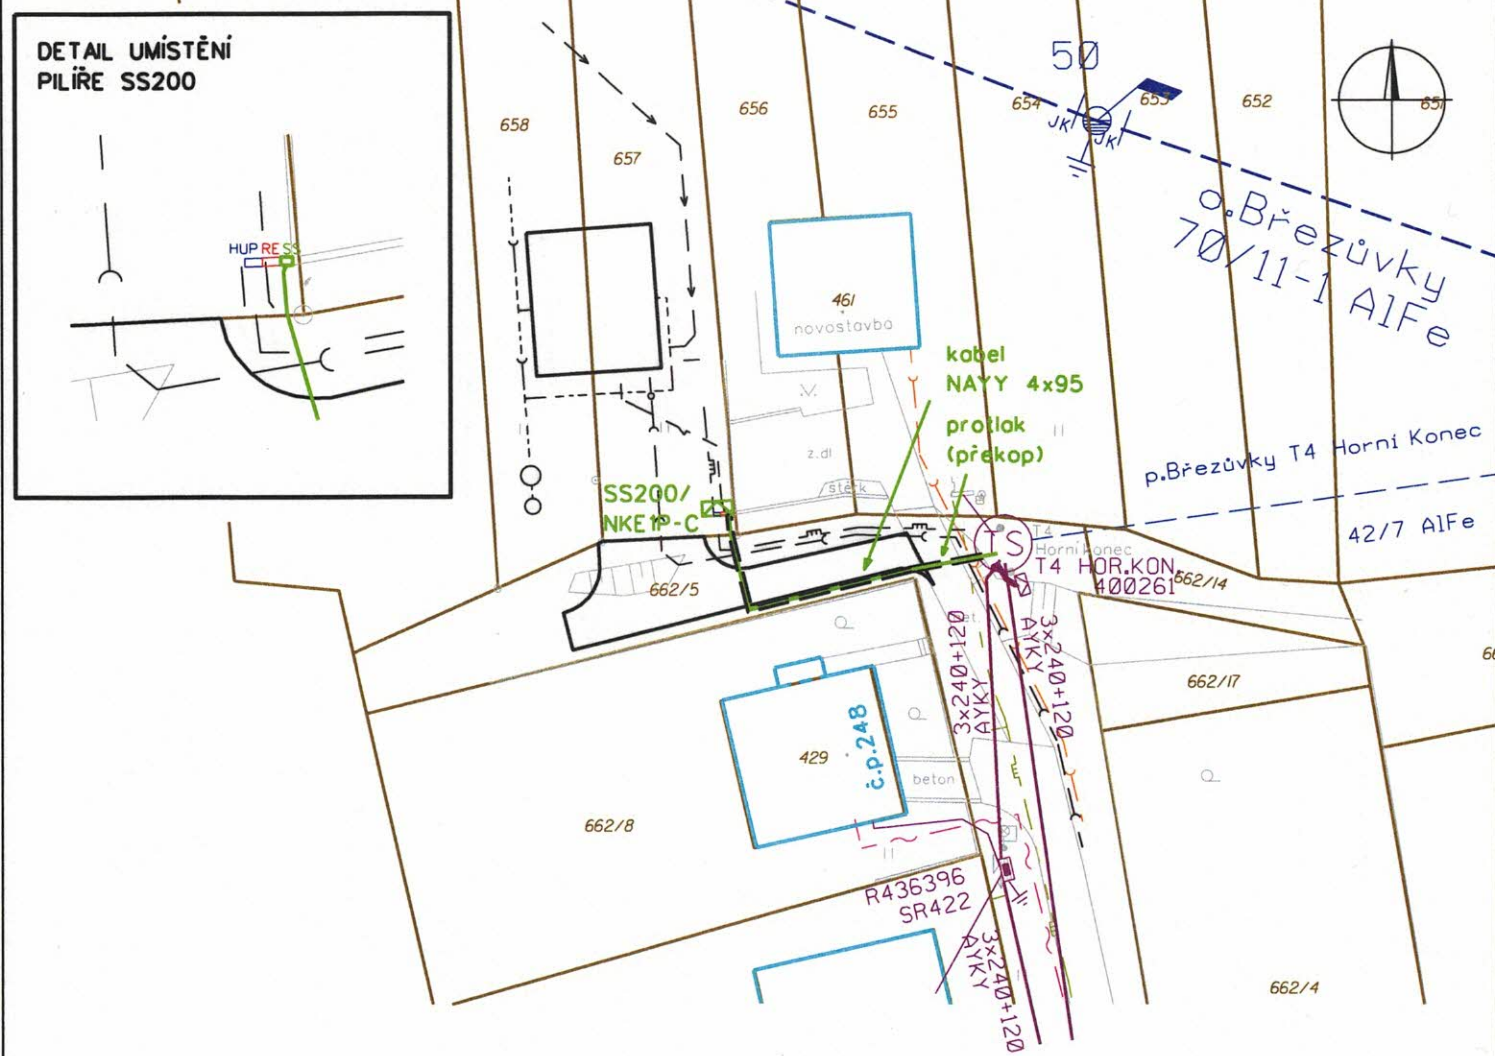 DETAIL UMÍSTĚNÍ
PILÍŘE SS200
HUP RE SS
658
657
656
655
654
653
652
651
50
JK
JK
o.Březůvky
70/11-1 AlFe
461
novostavba
kabel
NAYY 4x95
protlak
(překop)
z.dl
štěrk
SS200/
NKE1P-C
p.Březůvky T4 Horní Konec
42/7 AlFe
TS
T4
Horní konec
T4 HOR.KON.
400261
662/14
662/5
3x240+120
AYKY
3x240+120
AYKY
662/17
429
č.p.248
beton
662/8
R436396
SR422
3x240+120
AYKY
662/4